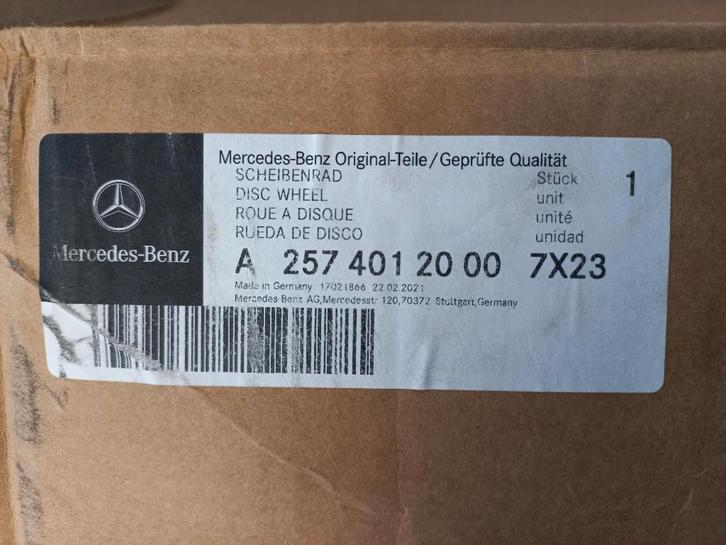 Mercedes-Benz
Mercedes-Benz Original-Teile/Geprüfte Qualität
SCHEIBENRAD Stück 1
DISC WHEEL unit
ROUE A DISQUE unité
RUEDA DE DISCO unidad
A 257 401 20 00 7X23
Made in Germany 17021866 22.02.2021
Mercedes-Benz AG,Mercedesstr 120,70372 Stuttgart,Germany